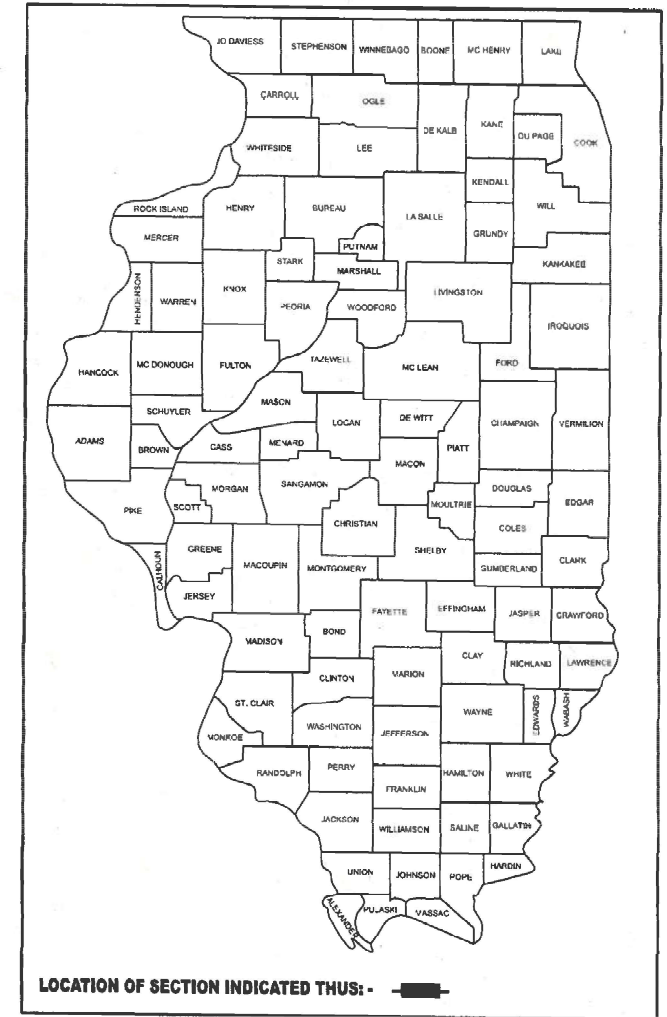 JO DAVIESS
STEPHENSON
WINNEBAGO
BOONE
MC HENRY
LAKE
CARROLL
OGLE
DE KALB
KANE
DU PAGE
COOK
WHITESIDE
LEE
KENDALL
ROCK ISLAND
HENRY
BUREAU
LA SALLE
WILL
MERCER
PUTNAM
GRUNDY
STARK
MARSHALL
KANKAKEE
HENDERSON
WARREN
KNOX
PEORIA
WOODFORD
LIVINGSTON
IROQUOIS
HANCOCK
MC DONOUGH
FULTON
TAZEWELL
MC LEAN
FORD
SCHUYLER
MASON
LOGAN
DE WITT
CHAMPAIGN
VERMILION
ADAMS
BROWN
CASS
MENARD
PIATT
MACON
PIKE
SCOTT
MORGAN
SANGAMON
MOULTRIE
DOUGLAS
EDGAR
CHRISTIAN
COLES
CALHOUN
GREENE
MACOUPIN
MONTGOMERY
SHELBY
SUMBERLAND
CLARK
JERSEY
FAYETTE
EFFINGHAM
JASPER
CRAWFORD
MADISON
BOND
CLAY
RICHLAND
LAWRENCE
CLINTON
MARION
ST. CLAIR
WAYNE
EDWARDS
WABASH
MONROE
WASHINGTON
JEFFERSON
RANDOLPH
PERRY
HAMILTON
WHITE
FRANKLIN
JACKSON
WILLIAMSON
SALINE
GALLATIN
UNION
JOHNSON
POPE
HARDIN
ALEXANDER
PULASKI
VASSAC
LOCATION OF SECTION INDICATED THUS: -